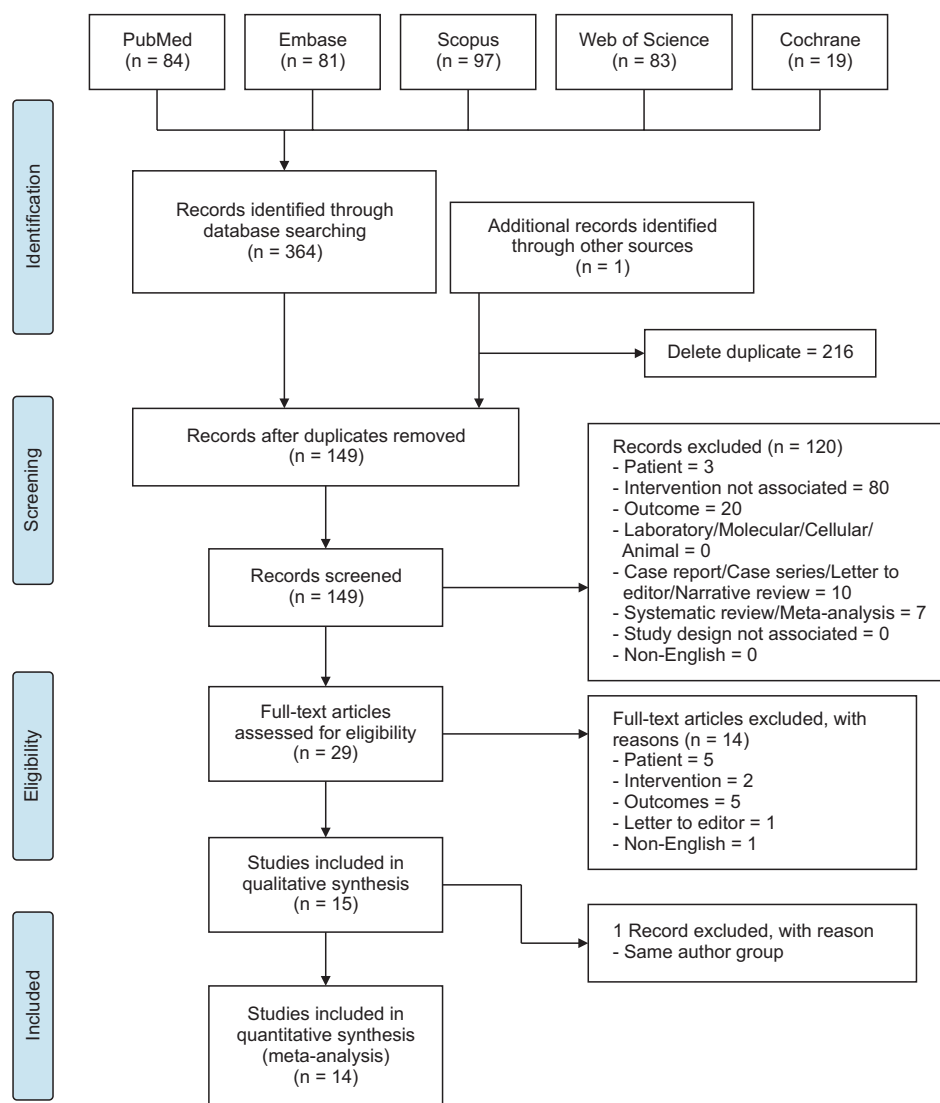 PubMed
(n = 84)
Embase
(n = 81)
Scopus
(n = 97)
Web of Science
(n = 83)
Cochrane
(n = 19)
Identification
Records identified through
database searching
(n = 364)
Additional records identified
through other sources
(n = 1)
Delete duplicate = 216
Screening
Records after duplicates removed
(n = 149)
Records excluded (n = 120)
- Patient = 3
- Intervention not associated = 80
- Outcome = 20
- Laboratory/Molecular/Cellular/
Animal = 0
- Case report/Case series/Letter to
editor/Narrative review = 10
- Systematic review/Meta-analysis = 7
- Study design not associated = 0
- Non-English = 0
Records screened
(n = 149)
Eligibility
Full-text articles
assessed for eligibility
(n = 29)
Full-text articles excluded, with
reasons (n = 14)
- Patient = 5
- Intervention = 2
- Outcomes = 5
- Letter to editor = 1
- Non-English = 1
Studies included in
qualitative synthesis
(n = 15)
1 Record excluded, with reason
- Same author group
Included
Studies included in
quantitative synthesis
(meta-analysis)
(n = 14)